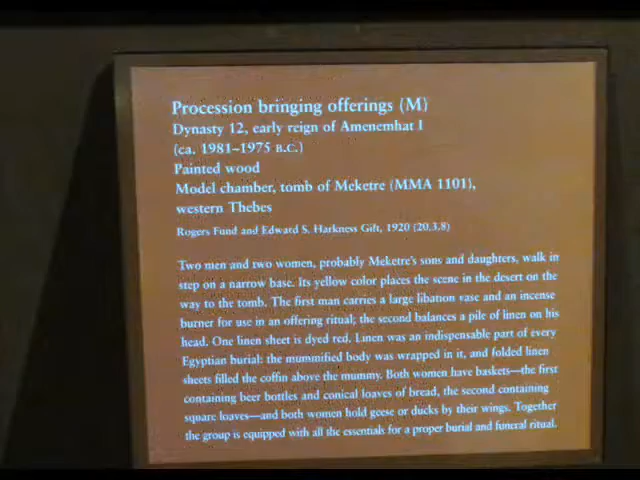 Procession bringing offerings (M)
Dynasty 12, early reign of Amenemhat I
(ca. 1981–1975 B.C.)
Painted wood
Model chamber, tomb of Meketre (MMA 1101),
western Thebes
Rogers Fund and Edward S. Harkness Gift, 1920 (20.3.8)
Two men and two women, probably Meketre's sons and daughters, walk in
step on a narrow base. Its yellow color places the scene in the desert on the
way to the tomb. The first man carries a large libation vase and an incense
burner for use in an offering ritual; the second balances a pile of linen on his
head. One linen sheet is dyed red. Linen was an indispensable part of every
Egyptian burial: the mummified body was wrapped in it, and folded linen
sheets filled the coffin above the mummy. Both women have baskets—the first
containing beer bottles and conical loaves of bread, the second containing
square loaves—and both women hold geese or ducks by their wings. Together
the group is equipped with all the essentials for a proper burial and funeral ritual.